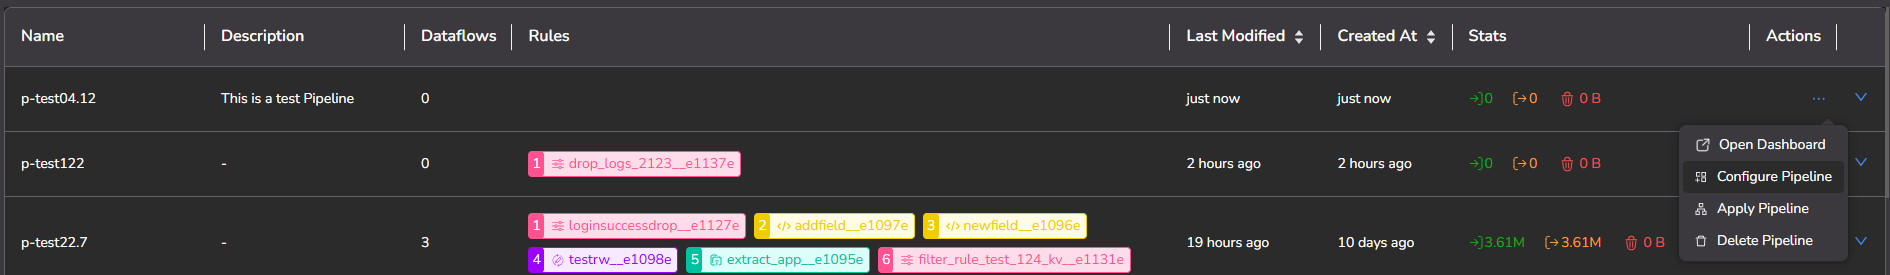 Name Description Dataflows Rules Last Modified Created At Stats Actions
p-test04.12 This is a test Pipeline 0 just now just now 0 0 0 B ...
Open Dashboard
p-test122 - 0 1 drop_logs_2123__e1137e 2 hours ago 2 hours ago 0 0 0 B
Configure Pipeline
Apply Pipeline
1 loginsuccessdrop__e1127e 2 addfield__e1097e 3 newfield__e1096e
p-test22.7 - 3 19 hours ago 10 days ago 3.61M 3.61M 0 B
Delete Pipeline
4 testrw__e1098e 5 extract_app__e1095e 6 filter_rule_test_124_kv__e1131e